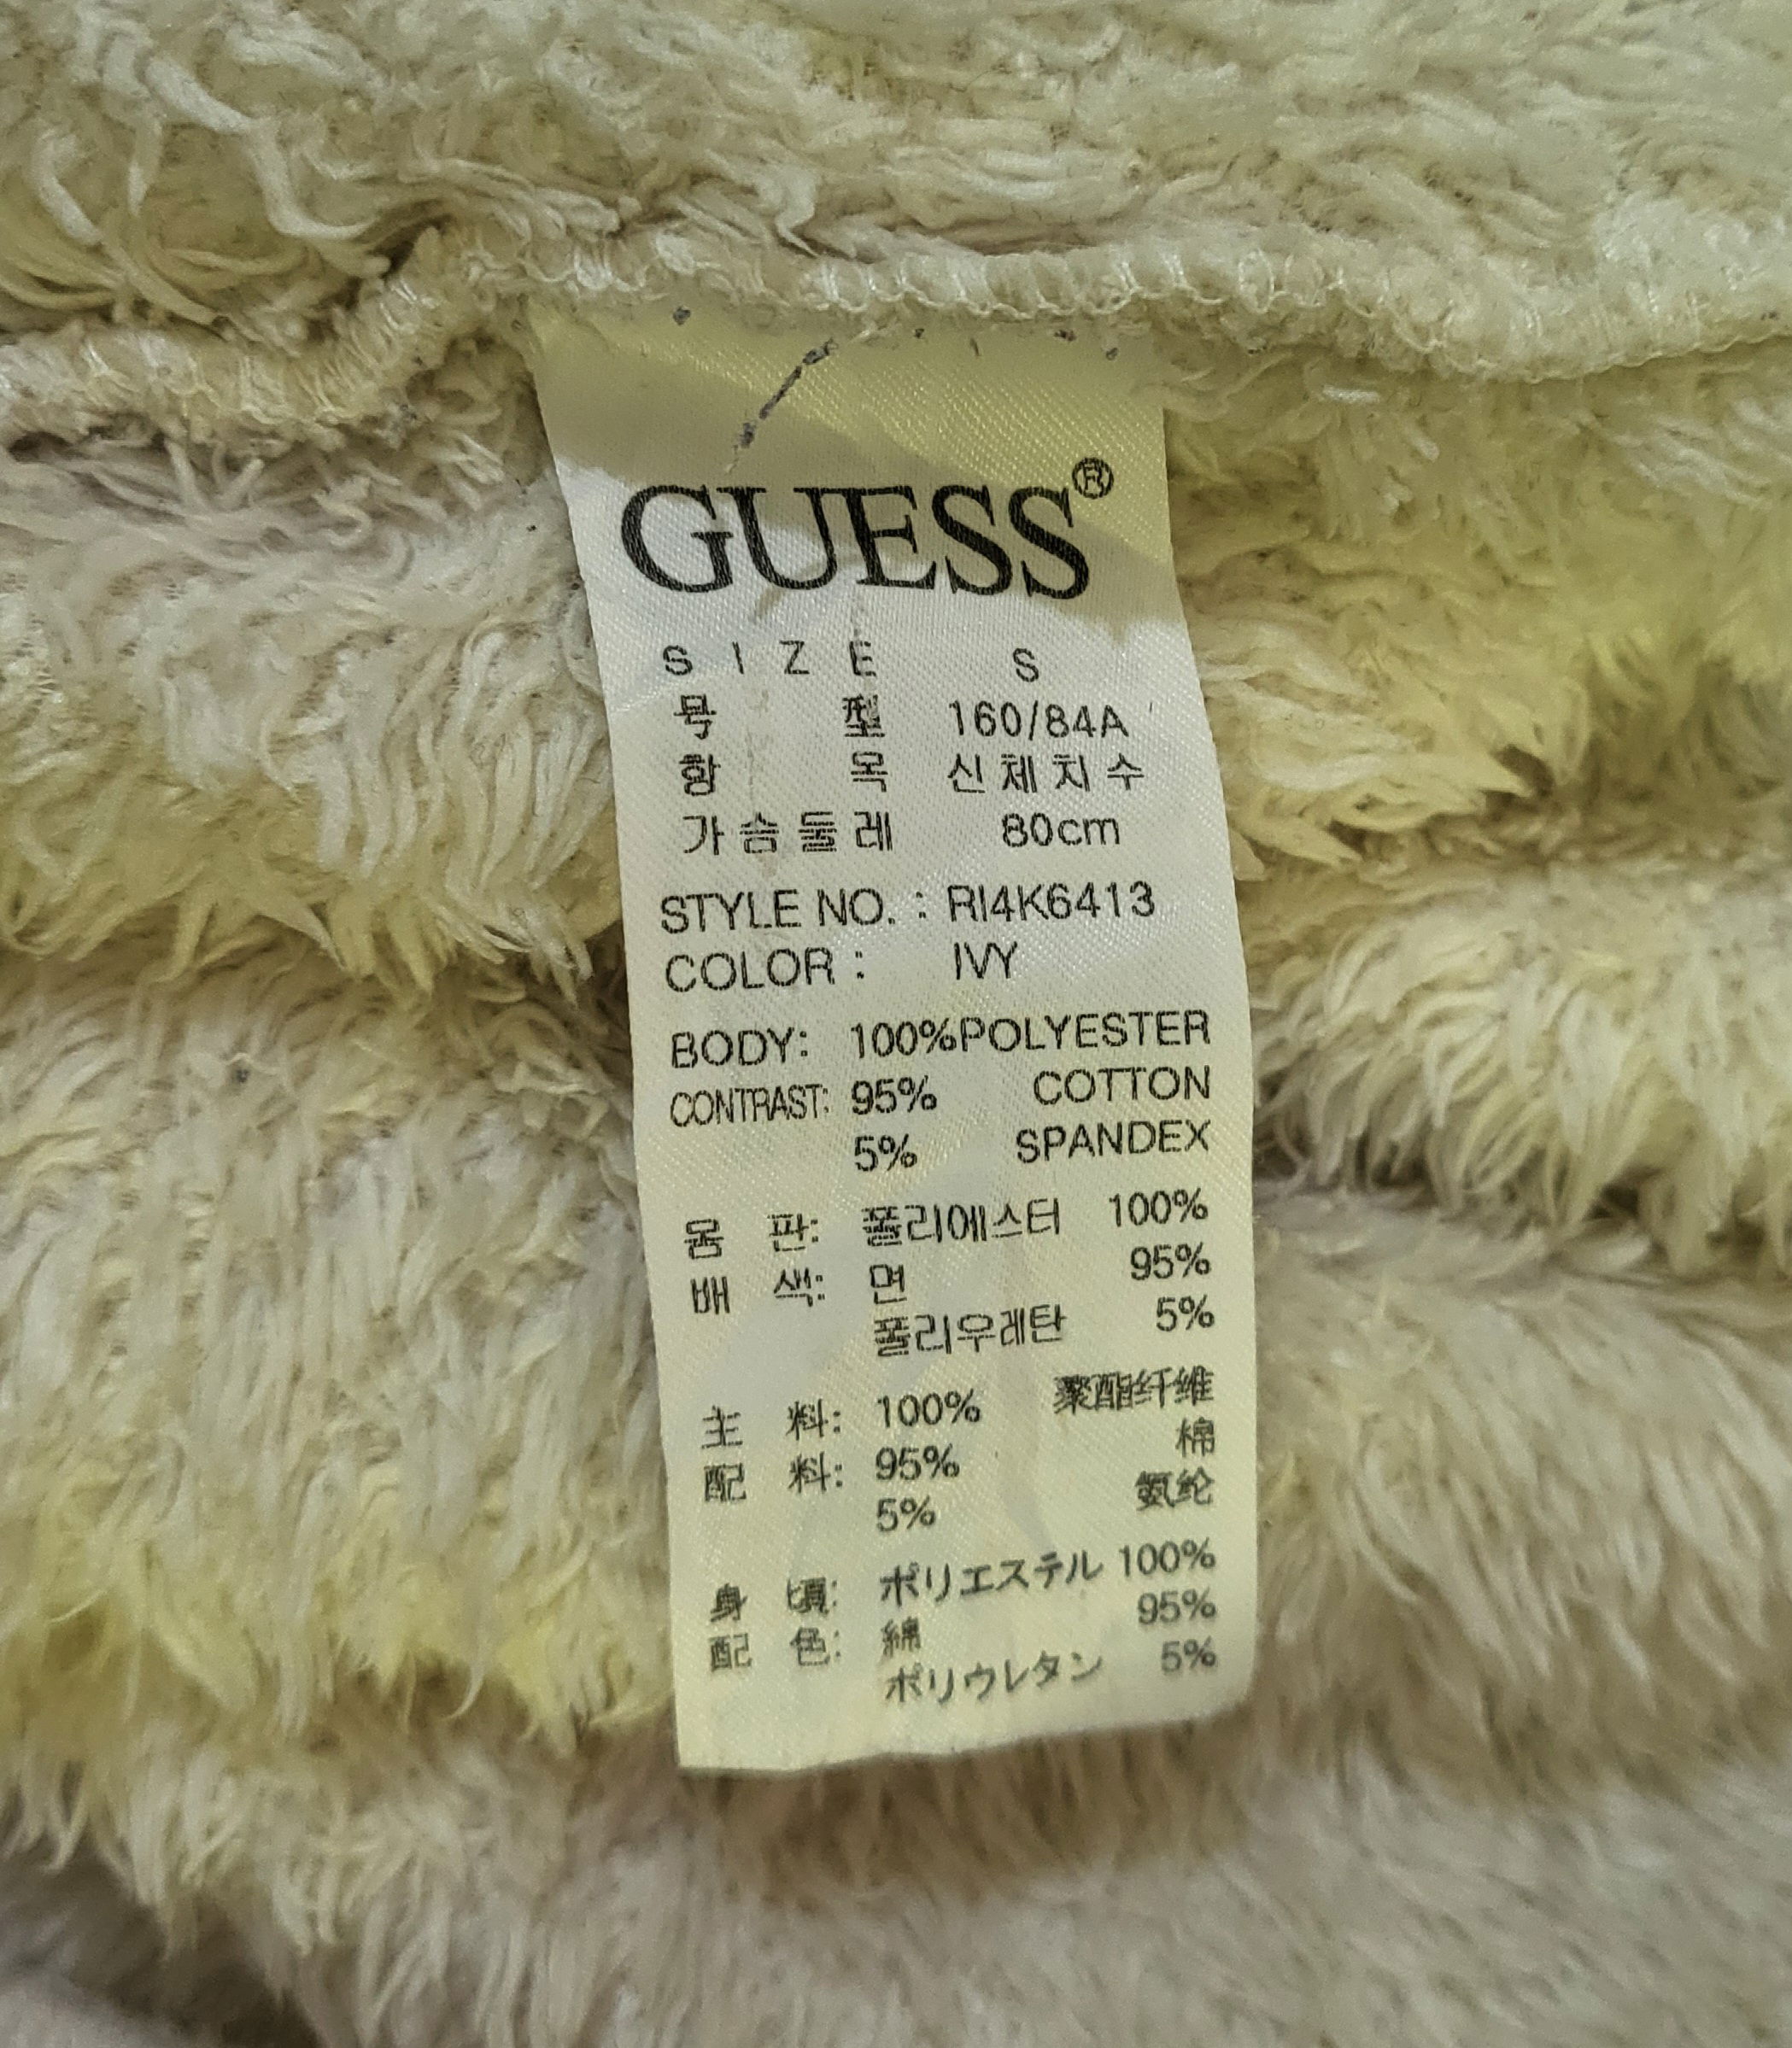 GUESS®
SIZE S
号型 160/84A
항목 신체치수
가슴둘레 80cm
STYLE NO. : RI4K6413
COLOR : IVY
BODY: 100%POLYESTER
CONTRAST: 95% COTTON
5% SPANDEX
몸판: 폴리에스터 100%
배색: 면 95%
폴리우레탄 5%
主料: 100% 聚酯纤维
配料: 95% 棉
5% 氨纶
身頃: ポリエステル 100%
配色: 綿 95%
ポリウレタン 5%